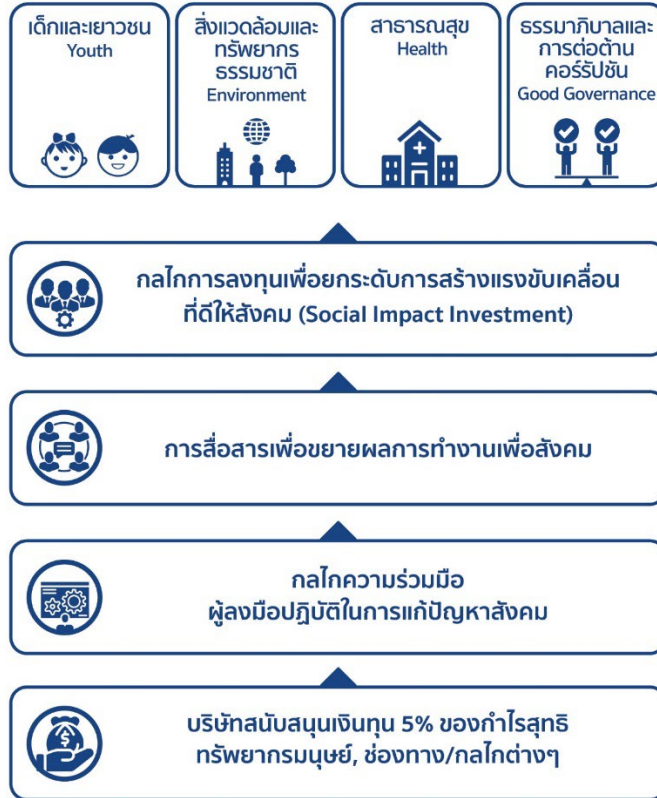 เด็กและเยาวชน
Youth
สิ่งแวดล้อมและ
ทรัพยากร
ธรรมชาติ
Environment
สาธารณสุข
Health
ธรรมาภิบาลและ
การต่อต้าน
คอร์รัปชัน
Good Governance
กลไกการลงทุนเพื่อยกระดับการสร้างแรงขับเคลื่อน
ที่ดีให้สังคม (Social Impact Investment)
การสื่อสารเพื่อขยายผลการทำงานเพื่อสังคม
กลไกความร่วมมือ
ผู้ลงมือปฏิบัติในการแก้ปัญหาสังคม
บริษัทสนับสนุนเงินทุน 5% ของกำไรสุทธิ
ทรัพยากรมนุษย์, ช่องทาง/กลไกต่างๆ